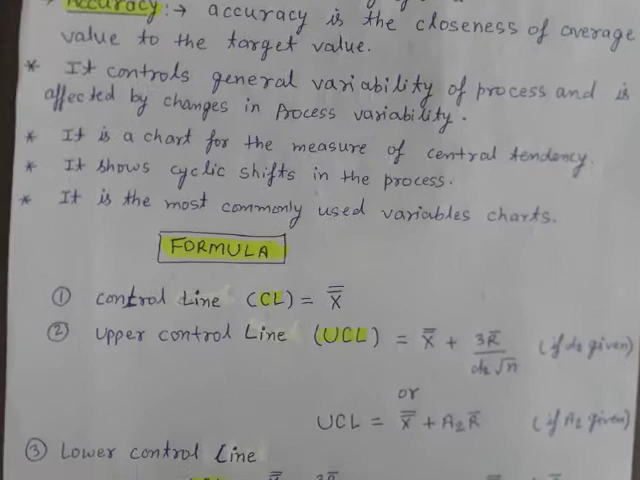 Accuracy :→ accuracy is the closeness of average
value to the target value.
* It controls general variability of process and is
affected by changes in Process variability.
* It is a chart for the measure of central tendency.
* It shows cyclic shifts in the process.
* It is the most commonly used variables charts.
FORMULA
① control Line (CL) = X̿
② Upper control Line (UCL) = X̿ + 3R̅ / d₂√n (if d₂ given)
or
UCL = X̿ + A₂R̅ (if A₂ given)
③ Lower control Line